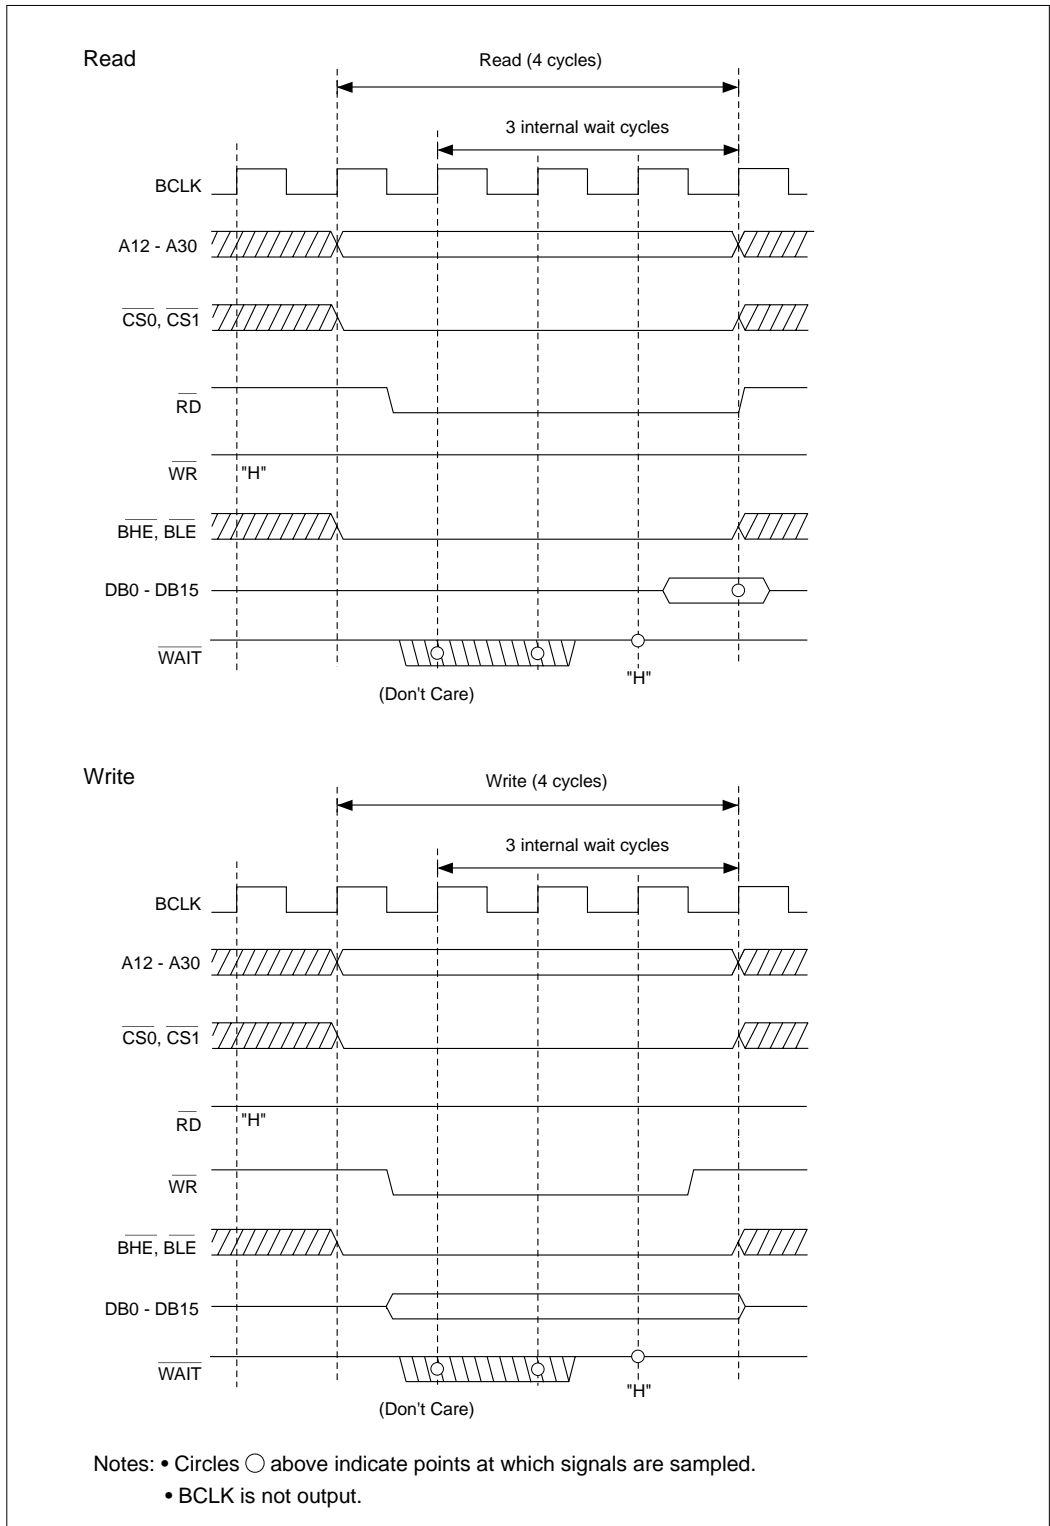 Read
Read (4 cycles)
3 internal wait cycles
BCLK
A12 - A30
CS0, CS1
RD
WR "H"
BHE, BLE
DB0 - DB15
WAIT
"H"
(Don't Care)
Write
Write (4 cycles)
3 internal wait cycles
BCLK
A12 - A30
CS0, CS1
RD "H"
WR
BHE, BLE
DB0 - DB15
WAIT
"H"
(Don't Care)
Notes: • Circles ○ above indicate points at which signals are sampled.
• BCLK is not output.